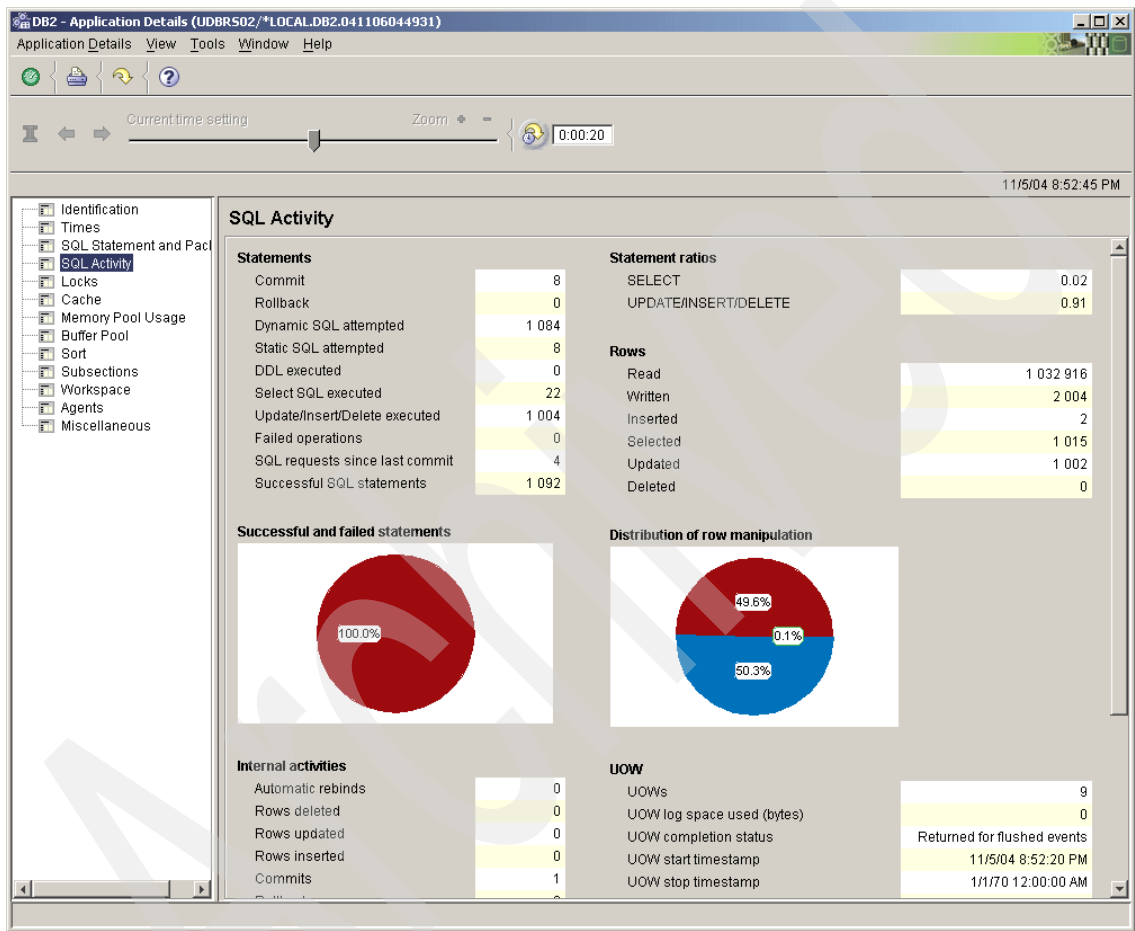 DB2 - Application Details (UDBRS02/*LOCAL.DB2.041106044931)
Application Details View Tools Window Help
Current time setting Zoom + -
0:00:20
11/5/04 8:52:45 PM
Identification
Times
SQL Statement and Pac
SQL Activity
Locks
Cache
Memory Pool Usage
Buffer Pool
Sort
Subsections
Workspace
Agents
Miscellaneous
SQL Activity
Statements
Commit 8
Rollback 0
Dynamic SQL attempted 1 084
Static SQL attempted 8
DDL executed 0
Select SQL executed 22
Update/Insert/Delete executed 1 004
Failed operations 0
SQL requests since last commit 4
Successful SQL statements 1 092
Statement ratios
SELECT 0.02
UPDATE/INSERT/DELETE 0.91
Rows
Read 1 032 916
Written 2 004
Inserted 2
Selected 1 015
Updated 1 002
Deleted 0
Successful and failed statements
100.0%
Distribution of row manipulation
49.6%
0.1%
50.3%
Internal activities
Automatic rebinds 0
Rows deleted 0
Rows updated 0
Rows inserted 0
Commits 1
UOW
UOWs 9
UOW log space used (bytes) 0
UOW completion status Returned for flushed events
UOW start timestamp 11/5/04 8:52:20 PM
UOW stop timestamp 1/1/70 12:00:00 AM